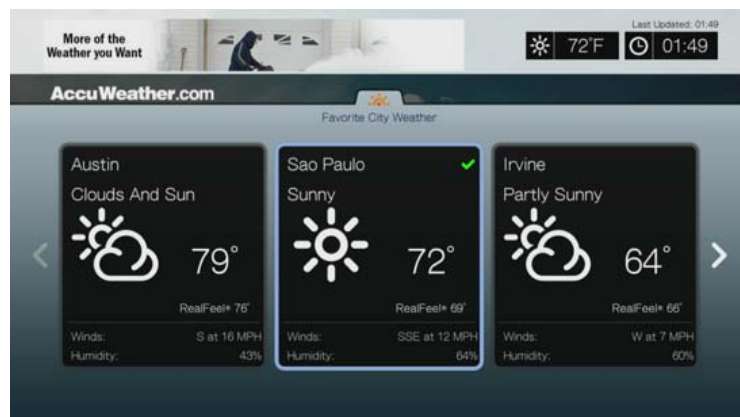 More of the
Weather you Want
Last Updated: 01:49
72°F
01:49
AccuWeather.com
Favorite City Weather
Austin
Clouds And Sun
79°
RealFeel® 76°
Winds: S at 16 MPH
Humidity: 43%
Sao Paulo
Sunny
72°
RealFeel® 69°
Winds: SSE at 12 MPH
Humidity: 64%
Irvine
Partly Sunny
64°
RealFeel® 66°
Winds: W at 7 MPH
Humidity: 60%